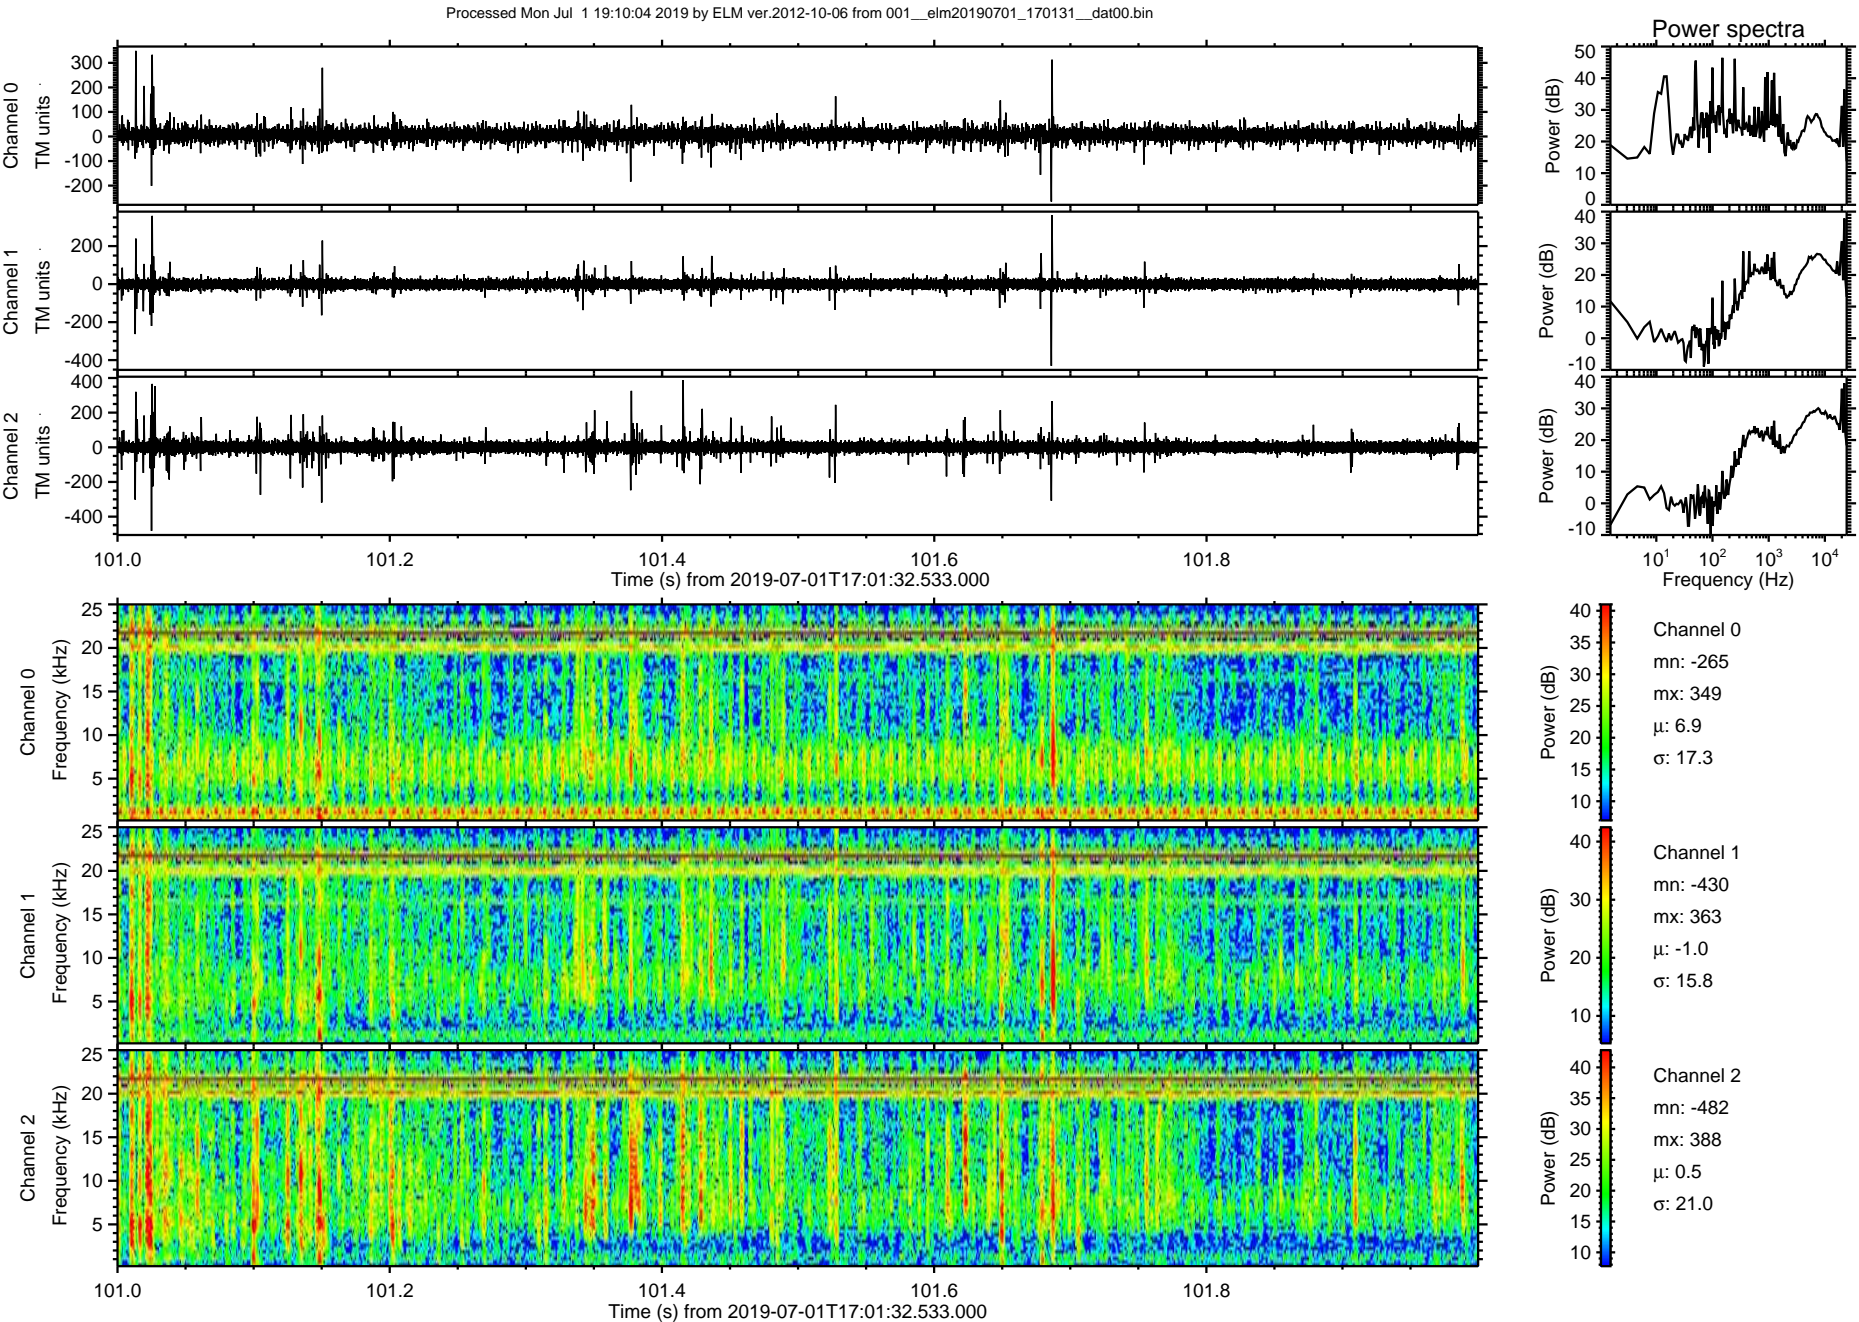 Processed Mon Jul  1 19:10:04 2019 by ELM ver.2012-10-06 from 001__elm20190701_170131__dat00.bin
Power spectra
Channel 0
TM units
300
200
100
0
-100
-200
Power (dB)
50
40
30
20
10
0
Channel 1
TM units
200
0
-200
-400
Power (dB)
40
30
20
10
0
-10
Channel 2
TM units
400
200
0
-200
-400
Power (dB)
40
30
20
10
0
-10
101.0 101.2 101.4 101.6 101.8
Time (s) from 2019-07-01T17:01:32.533.000
10¹ 10² 10³ 10⁴
Frequency (Hz)
Channel 0
Frequency (kHz)
25
20
15
10
5
Power (dB)
40
35
30
25
20
15
10
Channel 0
mn: -265
mx: 349
μ: 6.9
σ: 17.3
Channel 1
Frequency (kHz)
25
20
15
10
5
Power (dB)
40
30
20
10
Channel 1
mn: -430
mx: 363
μ: -1.0
σ: 15.8
Channel 2
Frequency (kHz)
25
20
15
10
5
Power (dB)
40
35
30
25
20
15
10
Channel 2
mn: -482
mx: 388
μ: 0.5
σ: 21.0
101.0 101.2 101.4 101.6 101.8
Time (s) from 2019-07-01T17:01:32.533.000